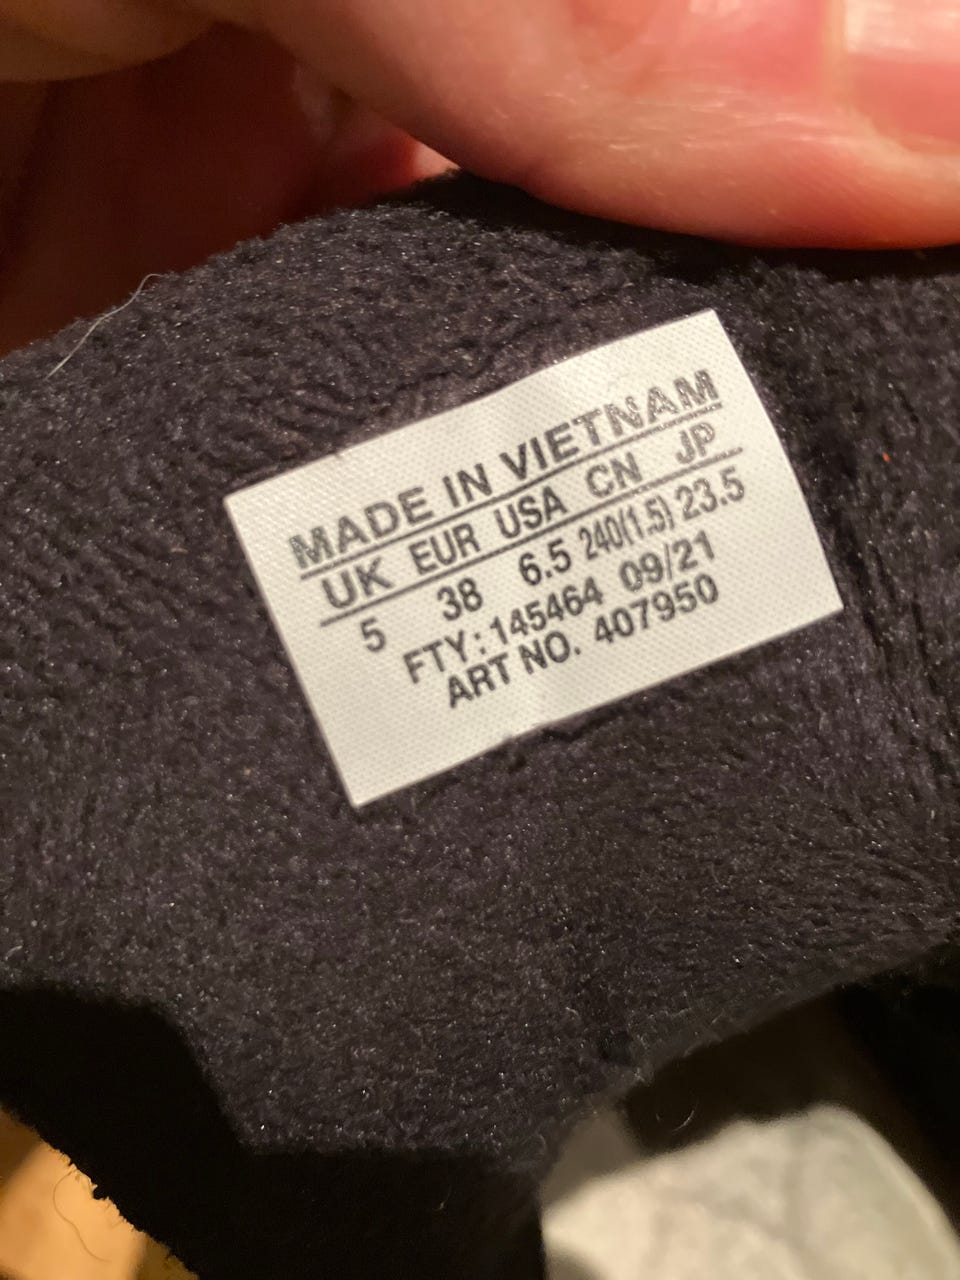 MADE IN VIETNAM
UK EUR USA CN JP
5 38 6.5 240(1.5) 23.5
FTY: 145464 09/21
ART NO. 407950